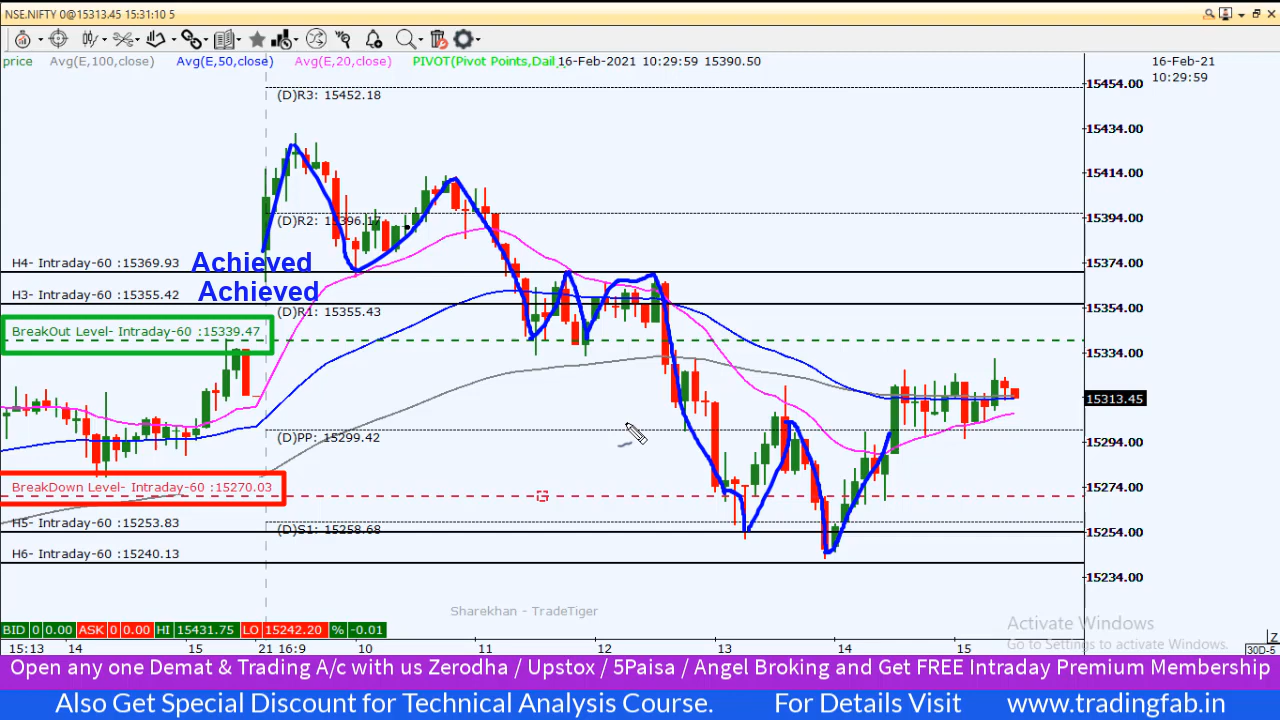 NSE.NIFTY 0@15313.45 15:31:10 5
price Avg(E,100,close) Avg(E,50,close) Avg(E,20,close) PIVOT(Pivot Points,Dail 16-Feb-2021 10:29:59 15390.50
16-Feb-21
10:29:59
15454.00
(D)R3: 15452.18
15434.00
15414.00
15394.00
(D)R2: 15396.17
H4- Intraday-60 :15369.93 Achieved
15374.00
H3- Intraday-60 :15355.42 Achieved
15354.00
(D)R1: 15355.43
BreakOut Level- Intraday-60 :15339.47
15334.00
15313.45
(D)PP: 15299.42
15294.00
BreakDown Level- Intraday-60 :15270.03
15274.00
H5- Intraday-60 :15253.83
(D)S1: 15258.68
15254.00
H6- Intraday-60 :15240.13
15234.00
Sharekhan - TradeTiger
Activate Windows
Go to Settings to activate Windows.
BID 0 0.00 ASK 0 0.00 HI 15431.75 LO 15242.20 % -0.01
Z
15:13 14 15 21 16:9 10 11 12 13 14 15 30D-5
Open any one Demat & Trading A/c with us Zerodha / Upstox / 5Paisa / Angel Broking and Get FREE Intraday Premium Membership
Also Get Special Discount for Technical Analysis Course. For Details Visit www.tradingfab.in